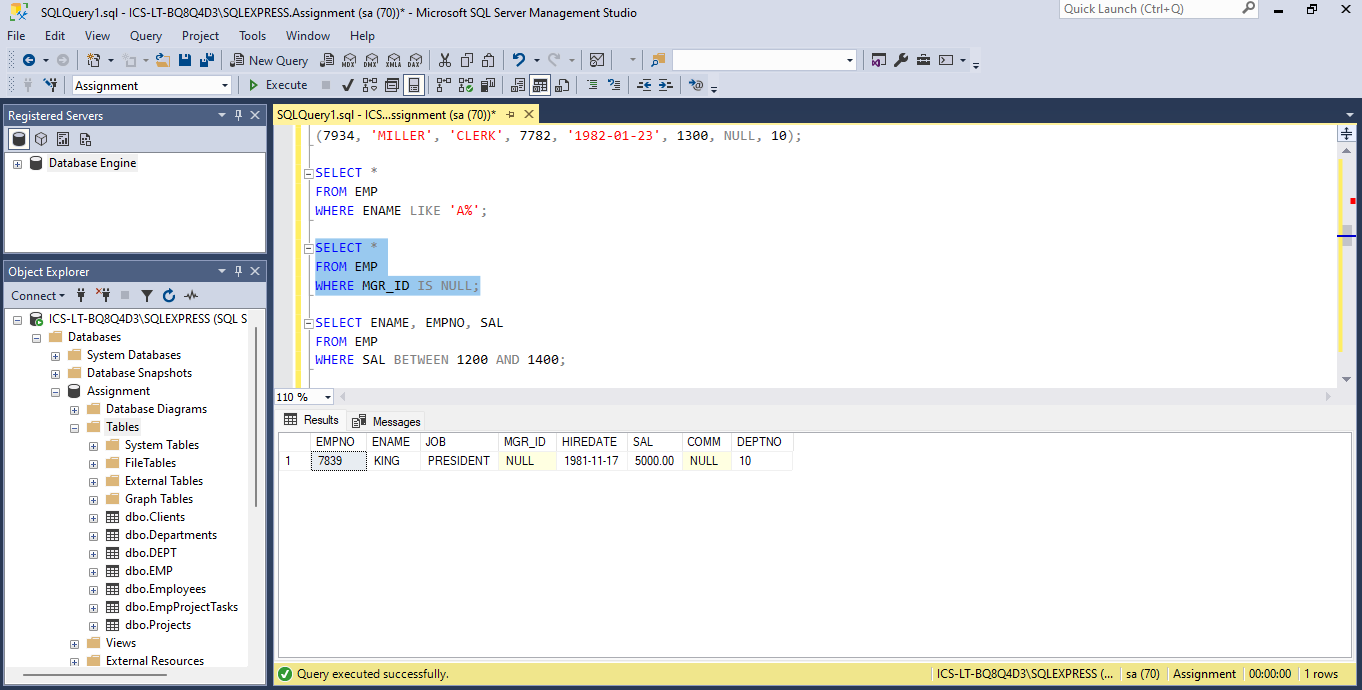 SQLQuery1.sql - ICS-LT-BQ8Q4D3\SQLEXPRESS.Assignment (sa (70))* - Microsoft SQL Server Management Studio
Quick Launch (Ctrl+Q)
File Edit View Query Project Tools Window Help
New Query MDX DMX XMLA DAX
Assignment Execute
Registered Servers
Database Engine
Object Explorer
Connect
ICS-LT-BQ8Q4D3\SQLEXPRESS (SQL S
Databases
System Databases
Database Snapshots
Assignment
Database Diagrams
Tables
System Tables
FileTables
External Tables
Graph Tables
dbo.Clients
dbo.Departments
dbo.DEPT
dbo.EMP
dbo.Employees
dbo.EmpProjectTasks
dbo.Projects
Views
External Resources
SQLQuery1.sql - ICS...ssignment (sa (70))*
(7934, 'MILLER', 'CLERK', 7782, '1982-01-23', 1300, NULL, 10);
SELECT *
FROM EMP
WHERE ENAME LIKE 'A%';
SELECT *
FROM EMP
WHERE MGR_ID IS NULL;
SELECT ENAME, EMPNO, SAL
FROM EMP
WHERE SAL BETWEEN 1200 AND 1400;
110 %
Results Messages
EMPNO ENAME JOB MGR_ID HIREDATE SAL COMM DEPTNO
1 7839 KING PRESIDENT NULL 1981-11-17 5000.00 NULL 10
Query executed successfully. ICS-LT-BQ8Q4D3\SQLEXPRESS (... sa (70) Assignment 00:00:00 1 rows